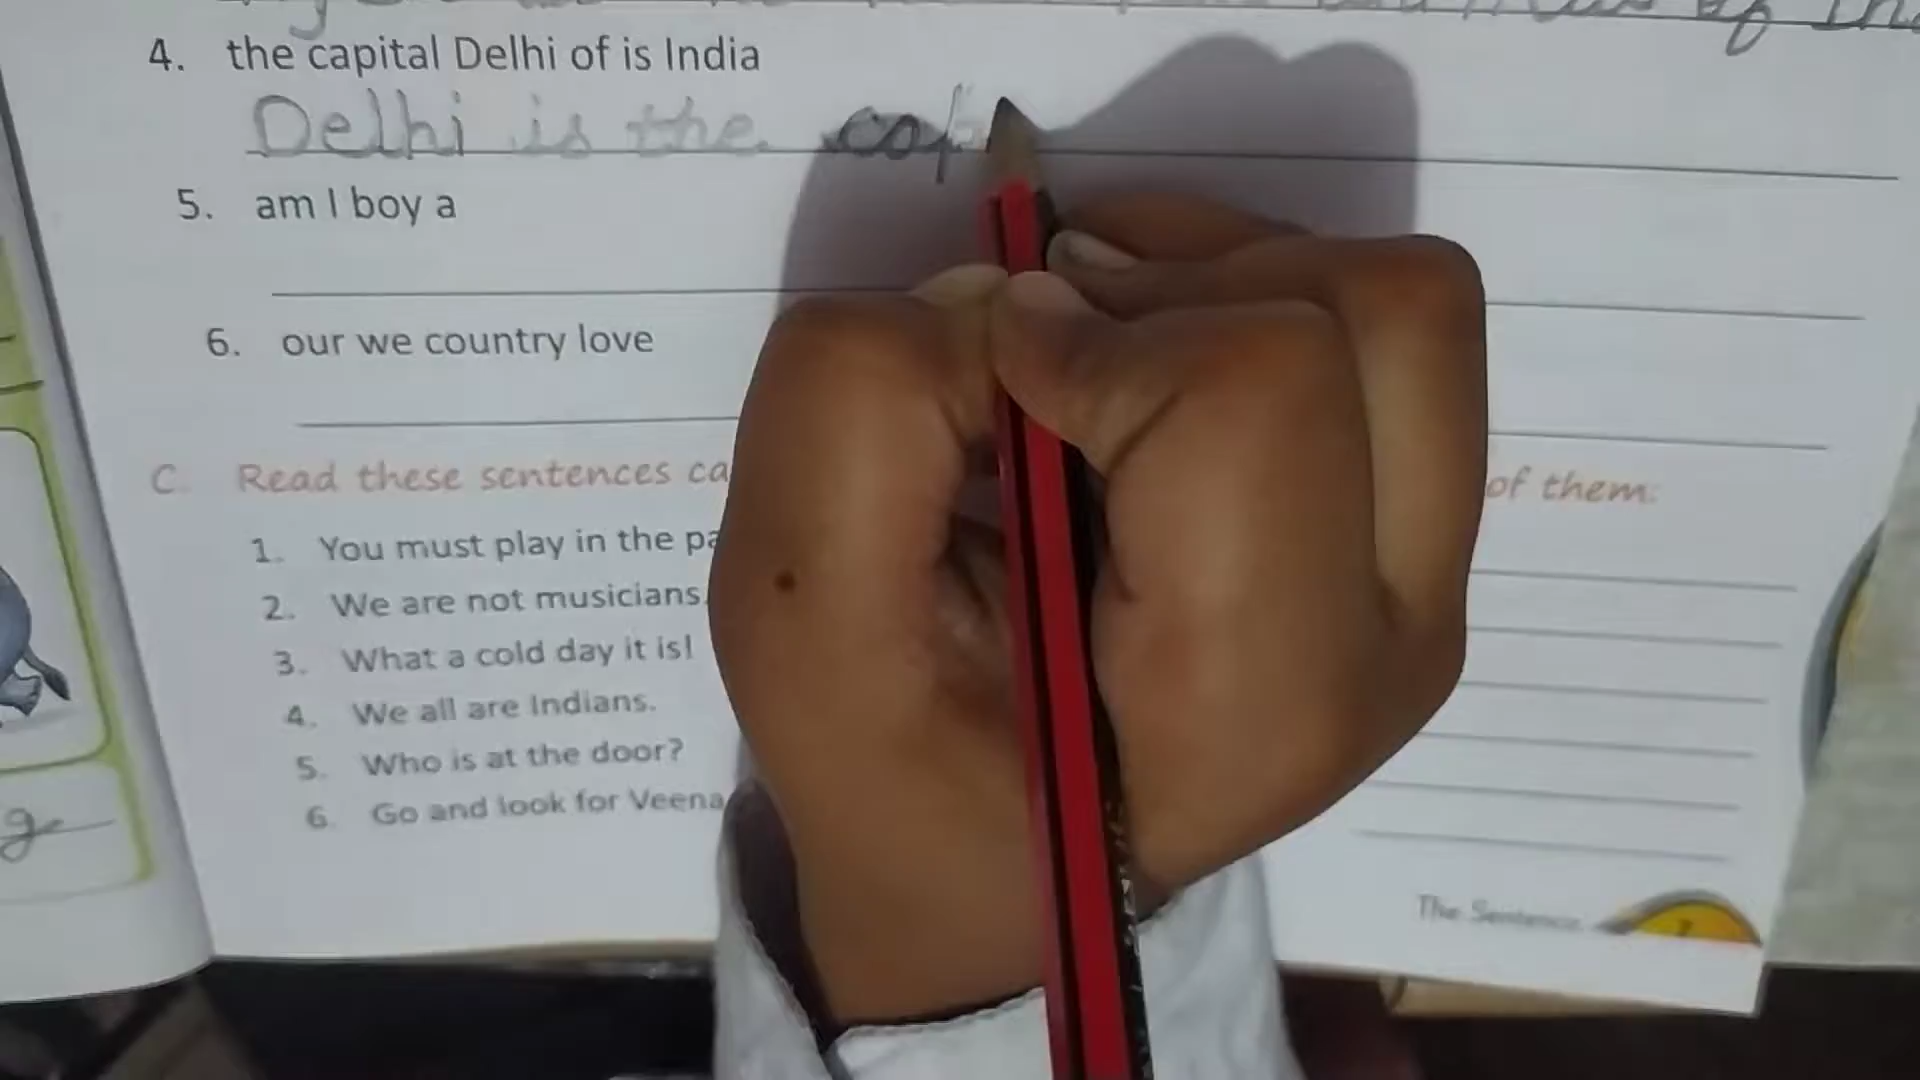 of
4. the capital Delhi of is India
Delhi is the cap
5. am I boy a
6. our we country love
C. Read these sentences of them:
1. You must play in the
2. We are not musicians.
3. What a cold day it is!
4. We all are Indians.
5. Who is at the door?
6. Go and look for Veena
The Sentence 7